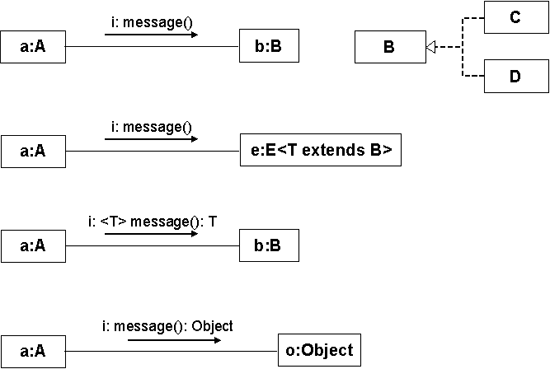 i: message()
a:A
b:B
B
C
D
i: message()
a:A
e:E<T extends B>
i: <T> message(): T
a:A
b:B
i: message(): Object
a:A
o:Object